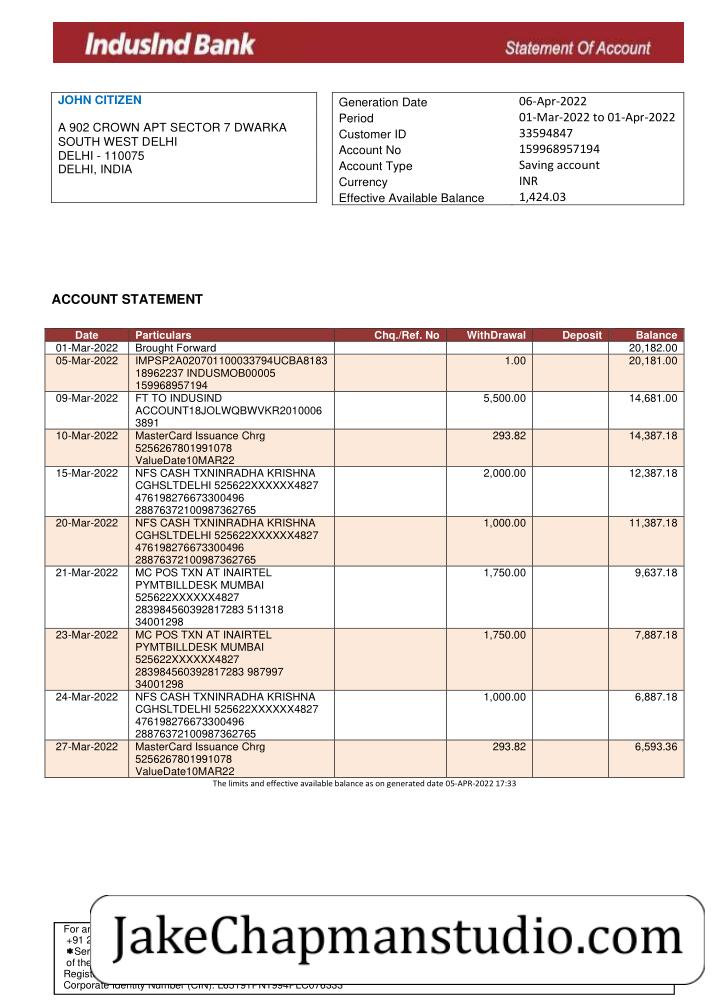 IndusInd Bank Statement Of Account
JOHN CITIZEN
A 902 CROWN APT SECTOR 7 DWARKA
SOUTH WEST DELHI
DELHI - 110075
DELHI, INDIA
Generation Date 06-Apr-2022
Period 01-Mar-2022 to 01-Apr-2022
Customer ID 33594847
Account No 159968957194
Account Type Saving account
Currency INR
Effective Available Balance 1,424.03
ACCOUNT STATEMENT
Date Particulars Chq./Ref. No WithDrawal Deposit Balance
01-Mar-2022 Brought Forward 20,182.00
05-Mar-2022 IMPSP2A020701100033794UCBA8183 1.00 20,181.00
18962237 INDUSMOB00005
159968957194
09-Mar-2022 FT TO INDUSIND 5,500.00 14,681.00
ACCOUNT18JOLWQBWVKR2010006
3891
10-Mar-2022 MasterCard Issuance Chrg 293.82 14,387.18
5256267801991078
ValueDate10MAR22
15-Mar-2022 NFS CASH TXNINRADHA KRISHNA 2,000.00 12,387.18
CGHSLTDELHI 525622XXXXXX4827
476198276673300496
28876372100987362765
20-Mar-2022 NFS CASH TXNINRADHA KRISHNA 1,000.00 11,387.18
CGHSLTDELHI 525622XXXXXX4827
476198276673300496
28876372100987362765
21-Mar-2022 MC POS TXN AT INAIRTEL 1,750.00 9,637.18
PYMTBILLDESK MUMBAI
525622XXXXXX4827
283984560392817283 511318
34001298
23-Mar-2022 MC POS TXN AT INAIRTEL 1,750.00 7,887.18
PYMTBILLDESK MUMBAI
525622XXXXXX4827
283984560392817283 987997
34001298
24-Mar-2022 NFS CASH TXNINRADHA KRISHNA 1,000.00 6,887.18
CGHSLTDELHI 525622XXXXXX4827
476198276673300496
28876372100987362765
27-Mar-2022 MasterCard Issuance Chrg 293.82 6,593.36
5256267801991078
ValueDate10MAR22
The limits and effective available balance as on generated date 05-APR-2022 17:33
For
+91
of the
JakeChapmanstudio.com
Corporate Identity Number (CIN):